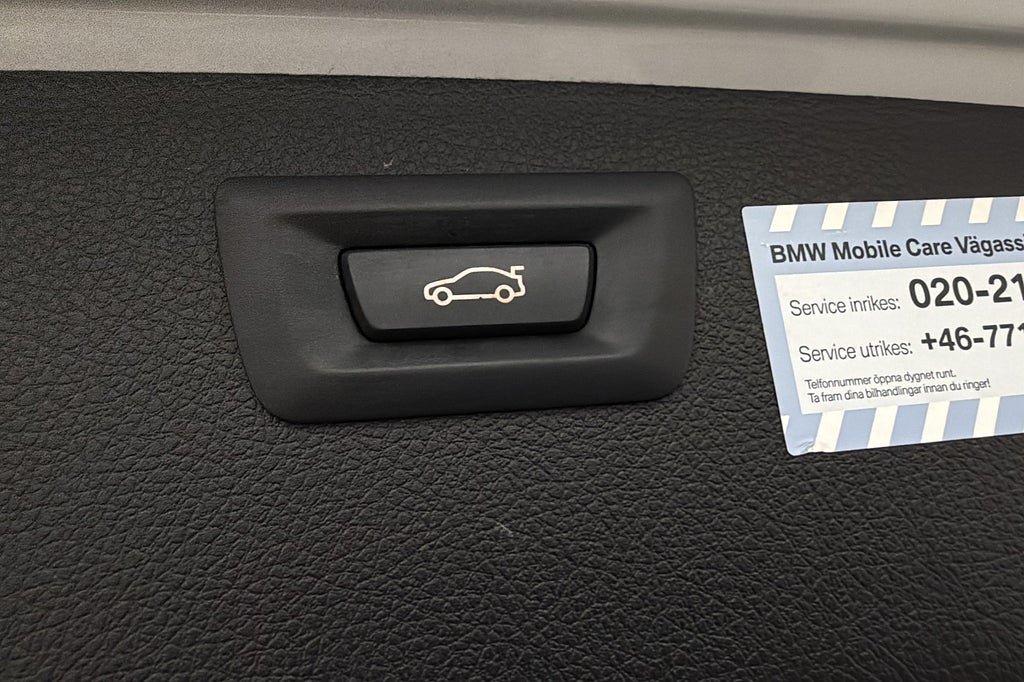 BMW Mobile Care Vägass
Service inrikes: 020-21
Service utrikes: +46-771
Telfonnummer öppna dygnet runt.
Ta fram dina bilhandlingar innan du ringer!